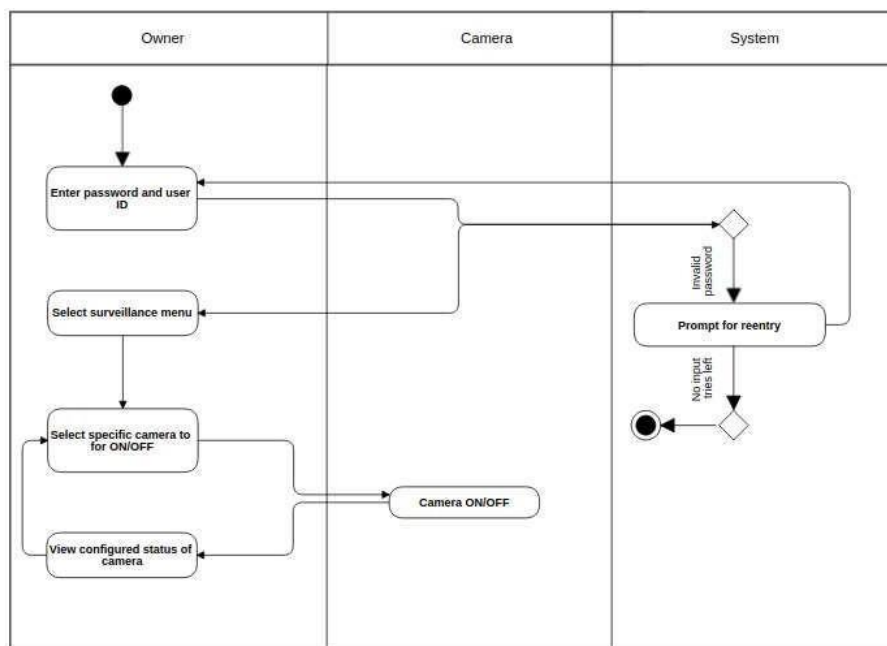 Owner
Camera
System
Enter password and user
ID
Invalid
password
Select surveillance menu
Prompt for reentry
No input
tries left
Select specific camera to
for ON/OFF
Camera ON/OFF
View configured status of
camera